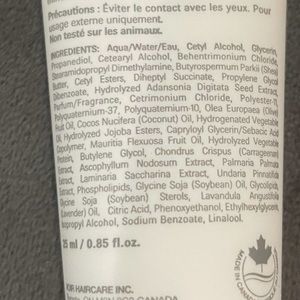 Précautions : Éviter le contact avec les yeux. Pour
usage externe uniquement.
Non testé sur les animaux.
INGREDIENTS: Aqua/Water/Eau, Cetyl Alcohol, Glycerin,
Propanediol, Cetearyl Alcohol, Behentrimonium Chloride,
Stearamidopropyl Dimethylamine, Butyrospermum Parkii (Shea)
Butter, Cetyl Esters, Diheptyl Succinate, Propylene Glycol
Dibenzoate, Hydrolyzed Adansonia Digitata Seed Extract,
Parfum/Fragrance, Cetrimonium Chloride, Polyester-11,
Polyquaternium-37, Polyquaternium-10, Olea Europaea (Olive)
Fruit Oil, Cocos Nucifera (Coconut) Oil, Hydrogenated Vegetable
Oil, Hydrolyzed Jojoba Esters, Capryloyl Glycerin/Sebacic Acid
Copolymer, Mauritia Flexuosa Fruit Oil, Hydrolyzed Vegetable
Protein, Butylene Glycol, Chondrus Crispus (Carrageenan)
Extract, Ascophyllum Nodosum Extract, Palmaria Palmata
Extract, Laminaria Saccharina Extract, Undaria Pinnatifida
Extract, Phospholipids, Glycine Soja (Soybean) Oil, Glycolipids,
Glycine Soja (Soybean) Sterols, Lavandula Angustifolia
(Lavender) Oil, Citric Acid, Phenoxyethanol, Ethylhexylglycerin,
Isopropyl Alcohol, Sodium Benzoate, Linalool.
25 ml / 0.85 fl.oz.
MADE IN CANADA
HAIRCARE INC.
CANADA